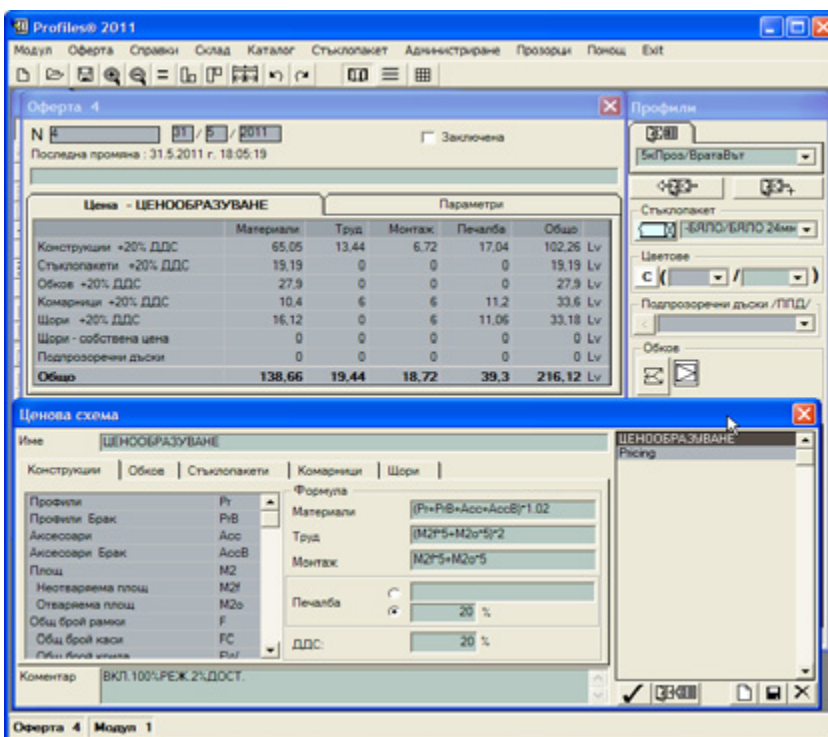 Profiles® 2011
Модул Оферта Справки Склад Каталог Стъклопакет Администриране Прозорци Помощ Exit
Оферта 4
N 4 31 / 5 / 2011 Заключена
Последна промяна : 31.5.2011 г. 18:05:19
Цена - ЦЕНООБРАЗУВАНЕ Параметри
Материали Труд Монтаж Печалба Общо
Конструкции +20% ДДС 65,05 13,44 6,72 17,04 102,26 Lv
Стъклопакети +20% ДДС 19,19 0 0 0 19,19 Lv
Обков +20% ДДС 27,9 0 0 0 27,9 Lv
Комарници +20% ДДС 10,4 6 6 11,2 33,6 Lv
Щори +20% ДДС 16,12 0 6 11,06 33,18 Lv
Щори - собствена цена 0 0 0 0 0 Lv
Подпрозоречни дъски 0 0 0 0 0 Lv
Общо 138,66 19,44 18,72 39,3 216,12 Lv
Профили
5кПроз/ВратаВът
Стъклопакет
-БЯЛО/БЯЛО 24мм
Цветове
C ( / )
Подпрозоречни дъски /ППД/
<
Обков
Ценова схема
Име ЦЕНООБРАЗУВАНЕ
Конструкции Обков Стъклопакети Комарници Щори
Профили Pr
Профили Брак PrB
Аксесоари Acc
Аксесоари Брак AccB
Площ M2
Неотваряема площ M2f
Отваряема площ M2o
Общ брой рамки F
Общ брой каси FC
Общ брой крила
Формула
Материали (Pr+PrB+Acc+AccB)*1.02
Труд (M2f*5+M2o*5)*2
Монтаж M2f*5+M2o*5
Печалба 20 %
ДДС: 20 %
Коментар ВКЛ.100%РЕЖ.2%ДОСТ.
ЦЕНООБРАЗУВАНЕ
Pricing
Оферта 4 Модул 1